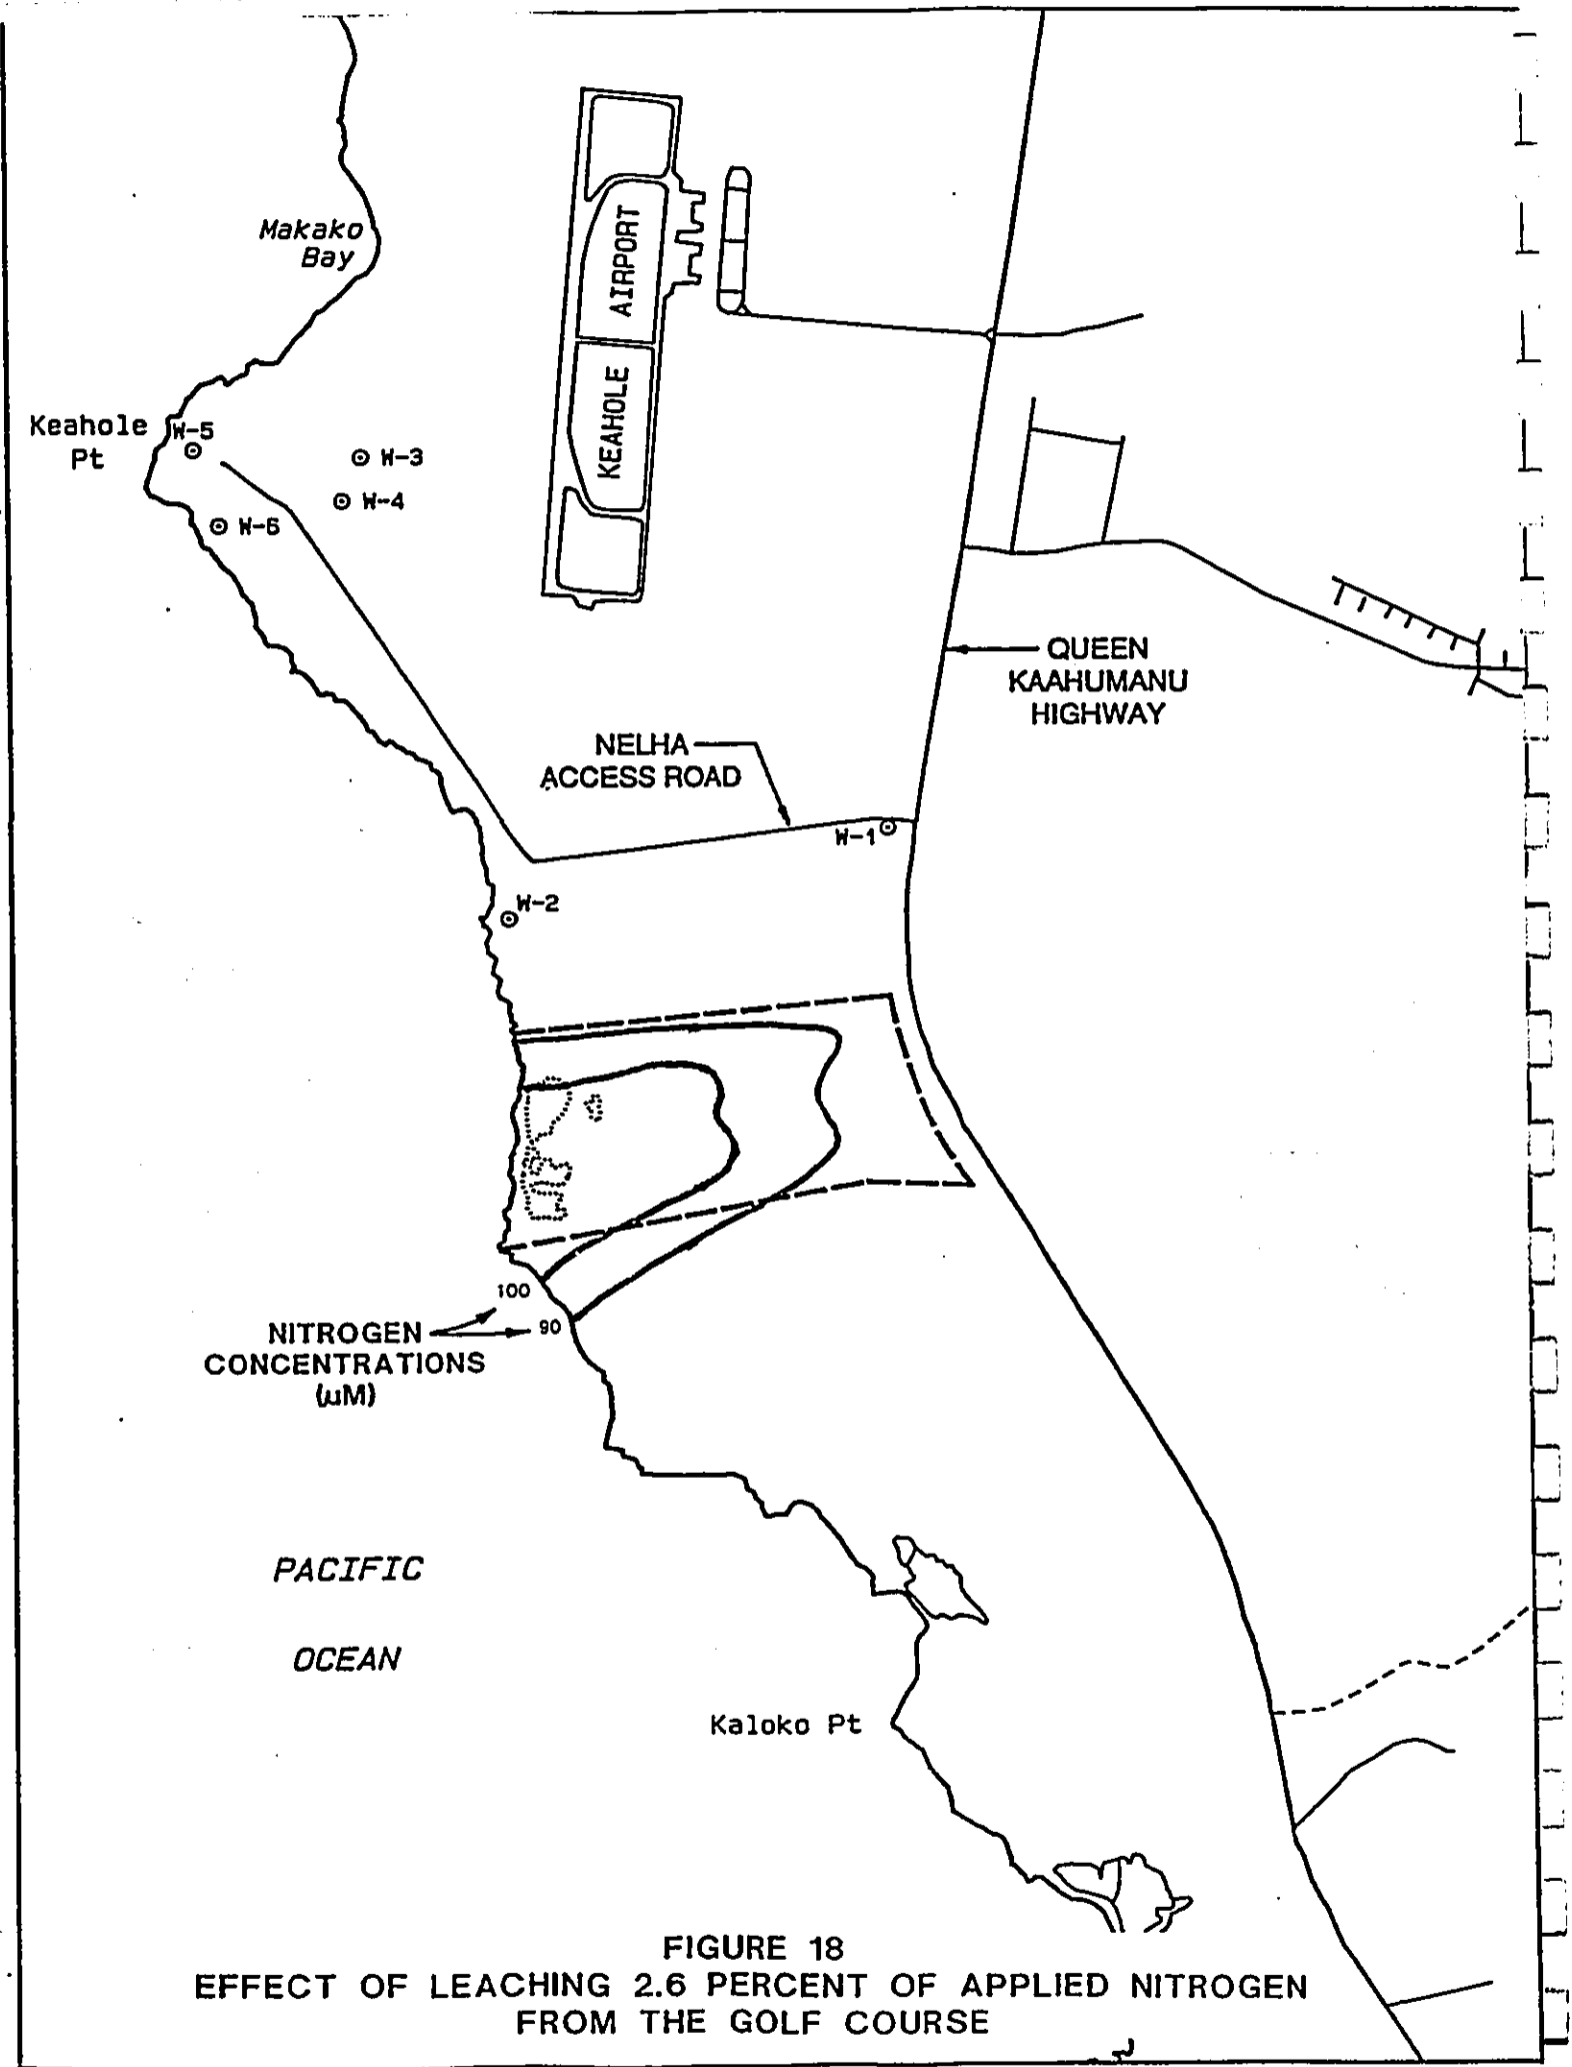 Makako
Bay
AIRPORT
KEAHOLE
Keahole
Pt
W-5
W-3
W-4
W-6
QUEEN
KAAHUMANU
HIGHWAY
NELHA
ACCESS ROAD
W-1
W-2
100
90
NITROGEN
CONCENTRATIONS
(μM)
PACIFIC
OCEAN
Kaloko Pt
FIGURE 18
EFFECT OF LEACHING 2.6 PERCENT OF APPLIED NITROGEN
FROM THE GOLF COURSE